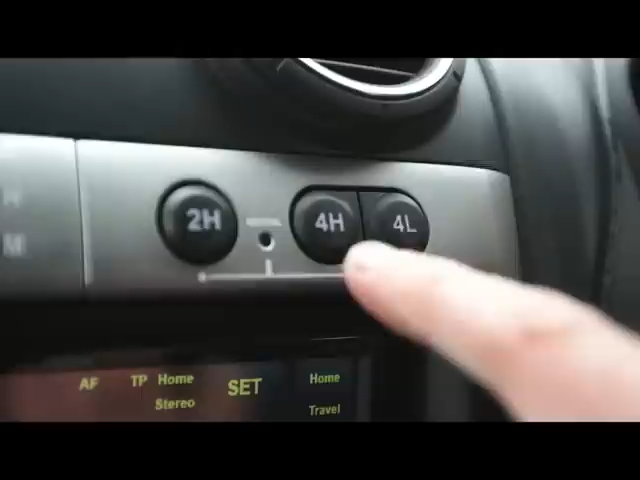 2H 4H 4L
H
M
AF TP Home SET Home
Stereo Travel